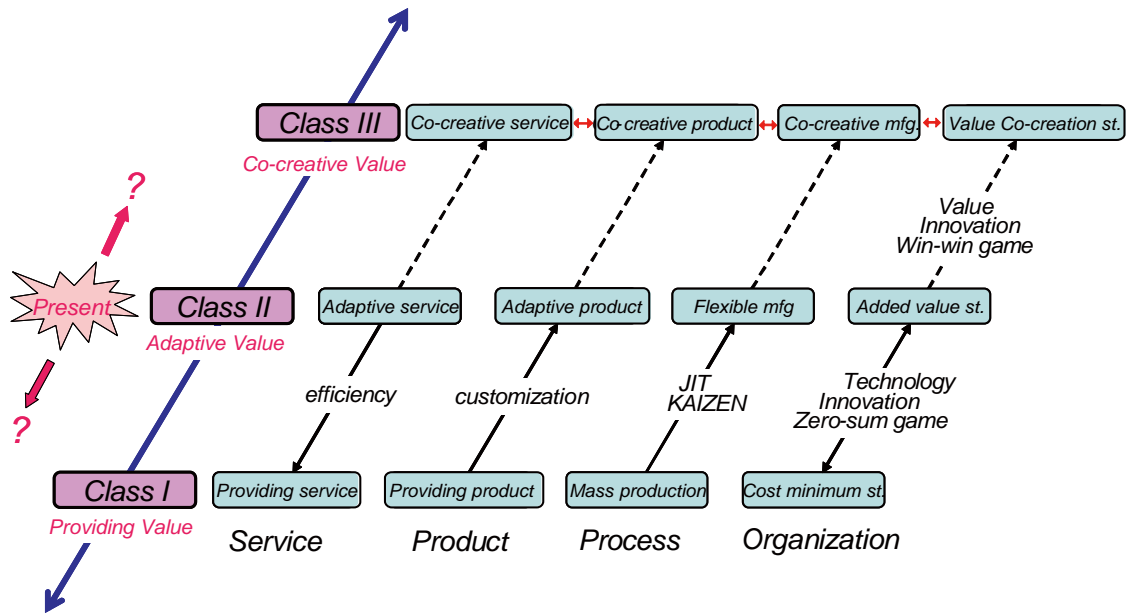 Class III
Co-creative service
Co-creative product
Co-creative mfg.
Value Co-creation st.
Co-creative Value
?
Value
Innovation
Win-win game
Present
Class II
Adaptive service
Adaptive product
Flexible mfg
Added value st.
Adaptive Value
efficiency
customization
JIT
KAIZEN
Technology
Innovation
Zero-sum game
?
Class I
Providing service
Providing product
Mass production
Cost minimum st.
Providing Value
Service
Product
Process
Organization